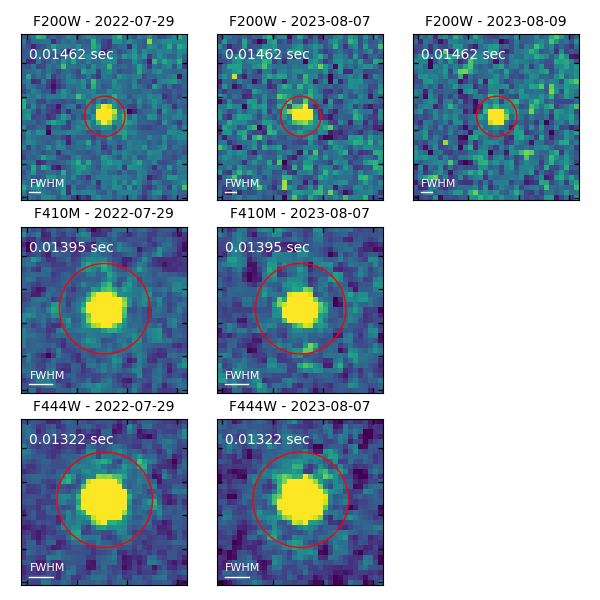 F200W - 2022-07-29
F200W - 2023-08-07
F200W - 2023-08-09
0.01462 sec
0.01462 sec
0.01462 sec
FWHM
FWHM
FWHM
F410M - 2022-07-29
F410M - 2023-08-07
0.01395 sec
0.01395 sec
FWHM
FWHM
F444W - 2022-07-29
F444W - 2023-08-07
0.01322 sec
0.01322 sec
FWHM
FWHM